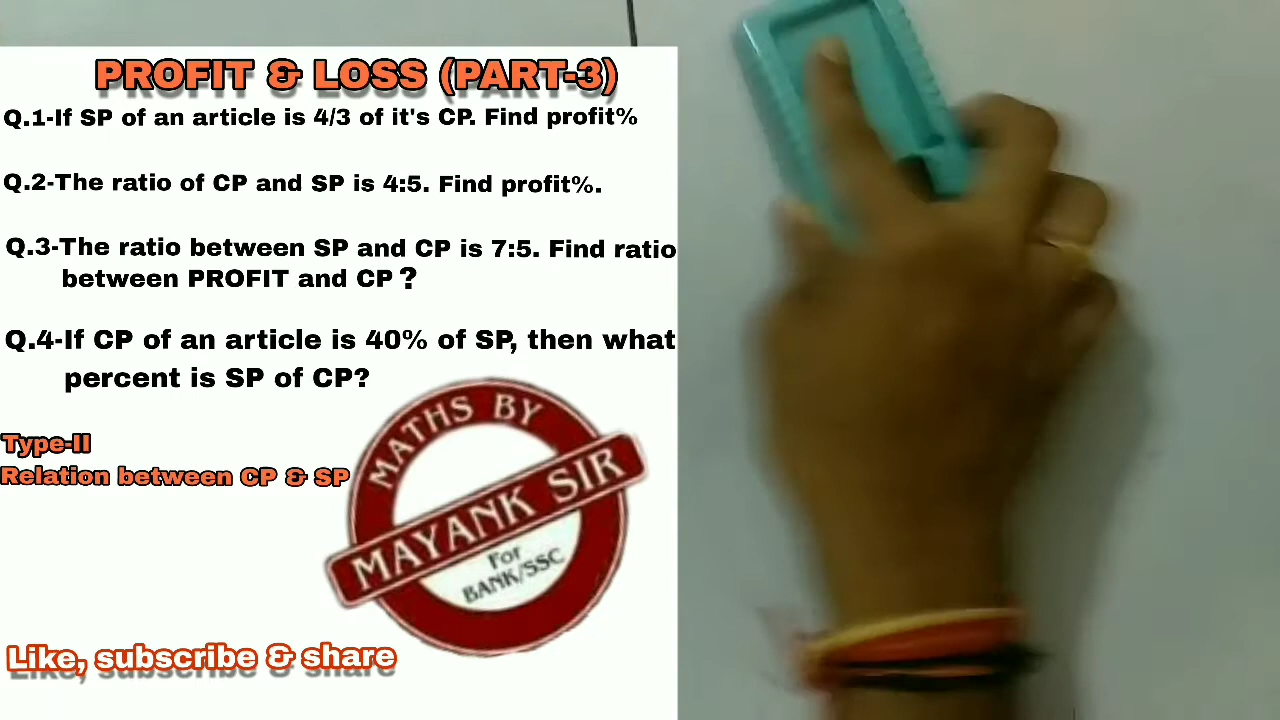 PROFIT & LOSS (PART-3)
Q.1-If SP of an article is 4/3 of it's CP. Find profit%
Q.2-The ratio of CP and SP is 4:5. Find profit%.
Q.3-The ratio between SP and CP is 7:5. Find ratio
between PROFIT and CP ?
Q.4-If CP of an article is 40% of SP, then what
percent is SP of CP?
MATHS BY
MAYANK SIR
For
BANK/SSC
Type-II
Relation between CP & SP
Like, subscribe & share